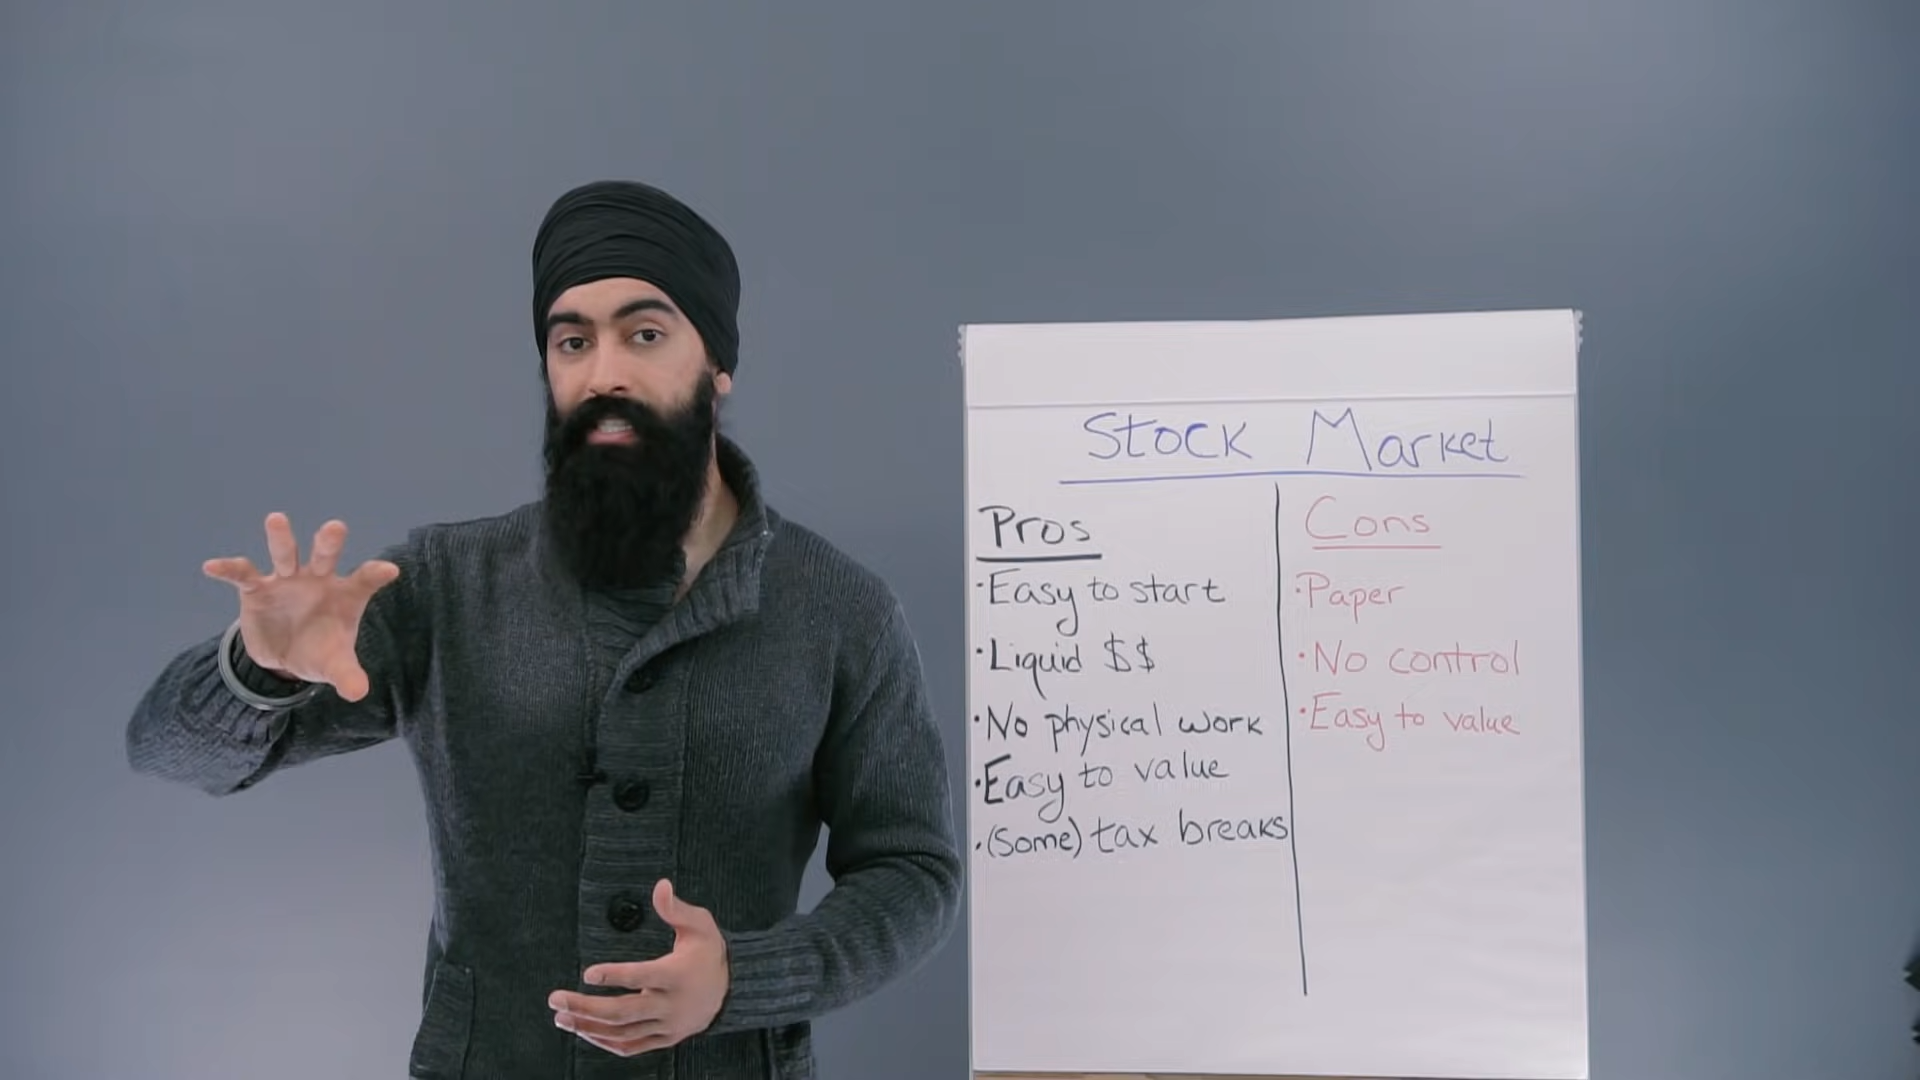 Stock Market
Pros
·Easy to start
·Liquid $$
·No physical work
·Easy to value
·(Some) tax breaks
Cons
·Paper
·No control
·Easy to value